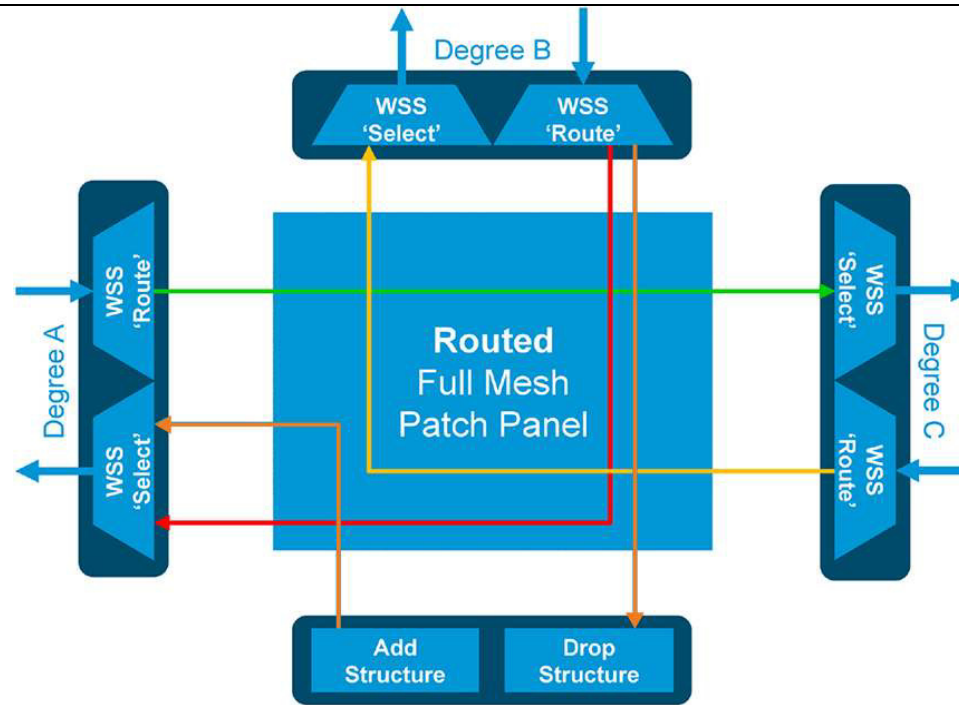 Degree B
WSS
‘Select’
WSS
‘Route’
Degree A
WSS
‘Route’
WSS
‘Select’
Routed
Full Mesh
Patch Panel
WSS
‘Select’
WSS
‘Route’
Degree C
Add
Structure
Drop
Structure